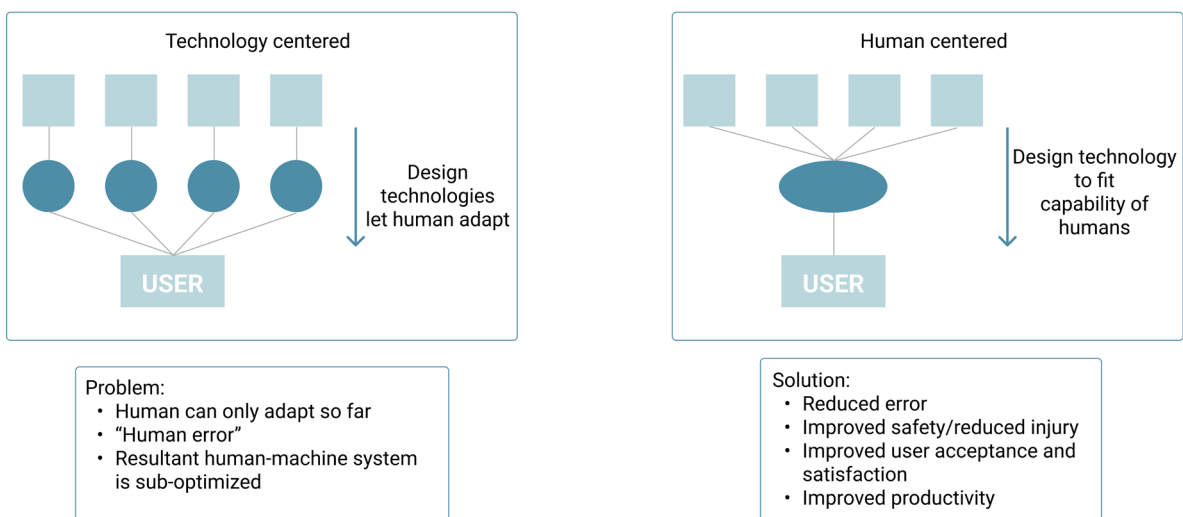 Technology centered
Design
technologies
let human adapt
USER
Problem:
• Human can only adapt so far
• “Human error”
• Resultant human-machine system
is sub-optimized
Human centered
Design technology
to fit
capability of
humans
USER
Solution:
• Reduced error
• Improved safety/reduced injury
• Improved user acceptance and
satisfaction
• Improved productivity